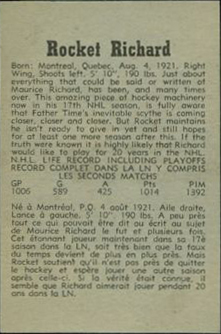 Rocket Richard
Born: Montreal, Quebec, Aug. 4, 1921. Right
Wing, Shoots left. 5' 10", 190 lbs. Just about
everything that could be said or written of
Maurice Richard, has been, and many times
over. This amazing piece of hockey machinery
now in his 17th NHL season, is fully aware
that Father Time's inevitable scythe is coming
closer, closer and closer. But Rocket maintains
he isn't ready to give in yet and still hopes
for at least one more season after this. If the
truth were known it is highly likely that Richard
would like to play for 20 years in the NHL.
N.H.L. LIFE RECORD INCLUDING PLAYOFFS
RECORD COMPLET DANS LA LN Y COMPRIS
LES SECONDS MATCHS
GP G A Pts PIM
1006 589 425 1014 1392
Né à Montréal, P.Q. 4 août 1921. Aile droite,
Lance à gauche. 5' 10", 190 lbs. A peu près
tout ce qui pouvait être dit ou écrit au sujet
de Maurice Richard le fut et plusieurs fois.
Cet étonnant joueur maintenant dans sa 17è
saison dans la LN, sait très bien que la faux
du temps devient de plus en plus près. Mais
Rocket soutient qu'il n'est pas près de quitter
le hockey et espère jouer une autre saison
après celle-ci. Si la vérité était connue, il
semble que Richard aimerait jouer pendant 20
ans dans la LN.